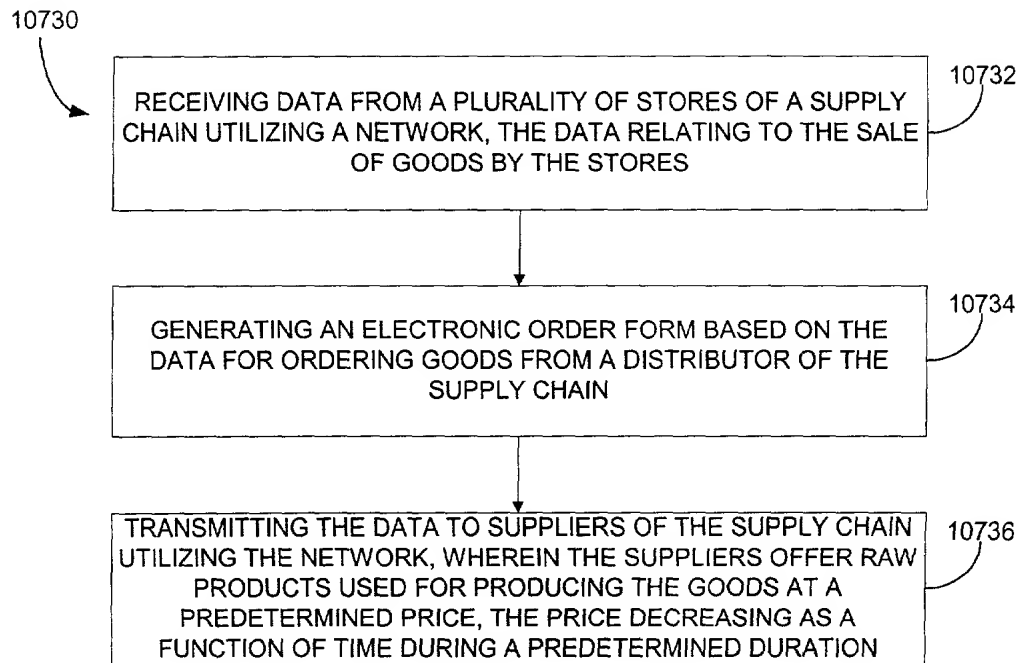 10730
10732
RECEIVING DATA FROM A PLURALITY OF STORES OF A SUPPLY
CHAIN UTILIZING A NETWORK, THE DATA RELATING TO THE SALE
OF GOODS BY THE STORES
10734
GENERATING AN ELECTRONIC ORDER FORM BASED ON THE
DATA FOR ORDERING GOODS FROM A DISTRIBUTOR OF THE
SUPPLY CHAIN
10736
TRANSMITTING THE DATA TO SUPPLIERS OF THE SUPPLY CHAIN
UTILIZING THE NETWORK, WHEREIN THE SUPPLIERS OFFER RAW
PRODUCTS USED FOR PRODUCING THE GOODS AT A
PREDETERMINED PRICE, THE PRICE DECREASING AS A
FUNCTION OF TIME DURING A PREDETERMINED DURATION